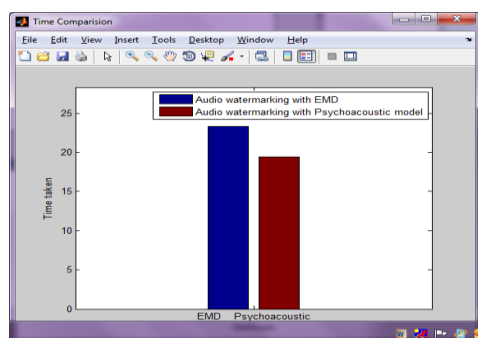 Time Comparision
File Edit View Insert Tools Desktop Window Help
Audio watermarking with EMD
Audio watermarking with Psychoacoustic model
25
20
15
10
5
0
Time taken
EMD Psychoacoustic